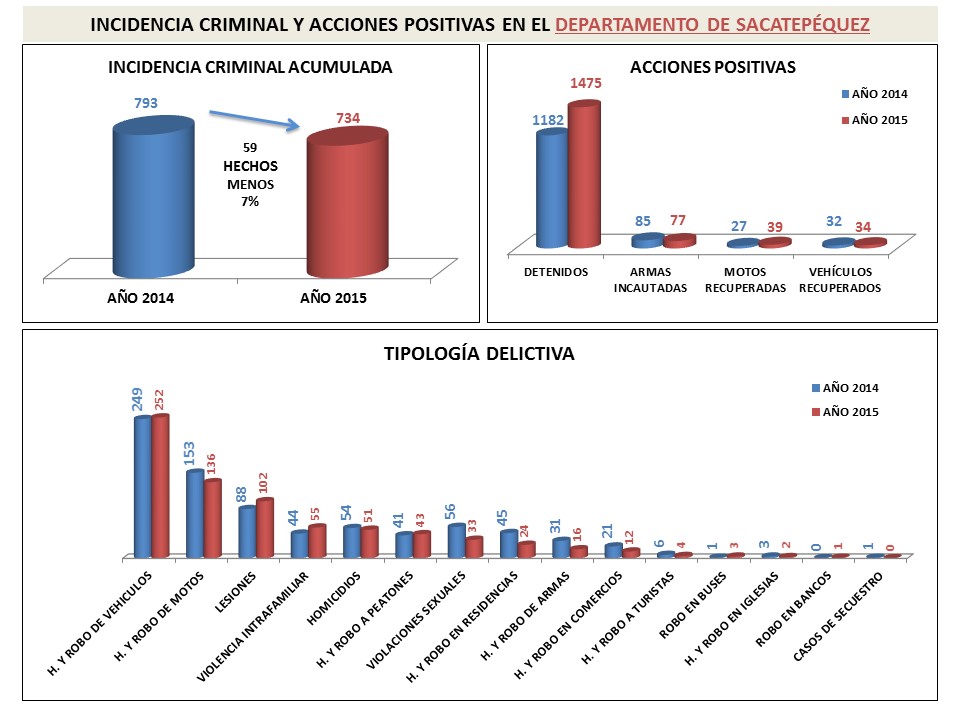 INCIDENCIA CRIMINAL Y ACCIONES POSITIVAS EN EL DEPARTAMENTO DE SACATEPÉQUEZ
INCIDENCIA CRIMINAL ACUMULADA
793
734
59
HECHOS
MENOS
7%
AÑO 2014
AÑO 2015
ACCIONES POSITIVAS
AÑO 2014
AÑO 2015
1182
1475
85
77
27
39
32
34
DETENIDOS
ARMAS
INCAUTADAS
MOTOS
RECUPERADAS
VEHÍCULOS
RECUPERADOS
TIPOLOGÍA DELICTIVA
AÑO 2014
AÑO 2015
249
252
153
136
88
102
44
55
54
51
41
43
56
33
45
24
31
16
21
12
6
4
1
3
3
2
0
1
1
0
H. Y ROBO DE VEHICULOS
H. Y ROBO DE MOTOS
LESIONES
VIOLENCIA INTRAFAMILIAR
HOMICIDIOS
H. Y ROBO A PEATONES
VIOLACIONES SEXUALES
H. Y ROBO EN RESIDENCIAS
H. Y ROBO DE ARMAS
H. Y ROBO EN COMERCIOS
H. Y ROBO A TURISTAS
ROBO EN BUSES
H. Y ROBO EN IGLESIAS
ROBO EN BANCOS
CASOS DE SECUESTRO